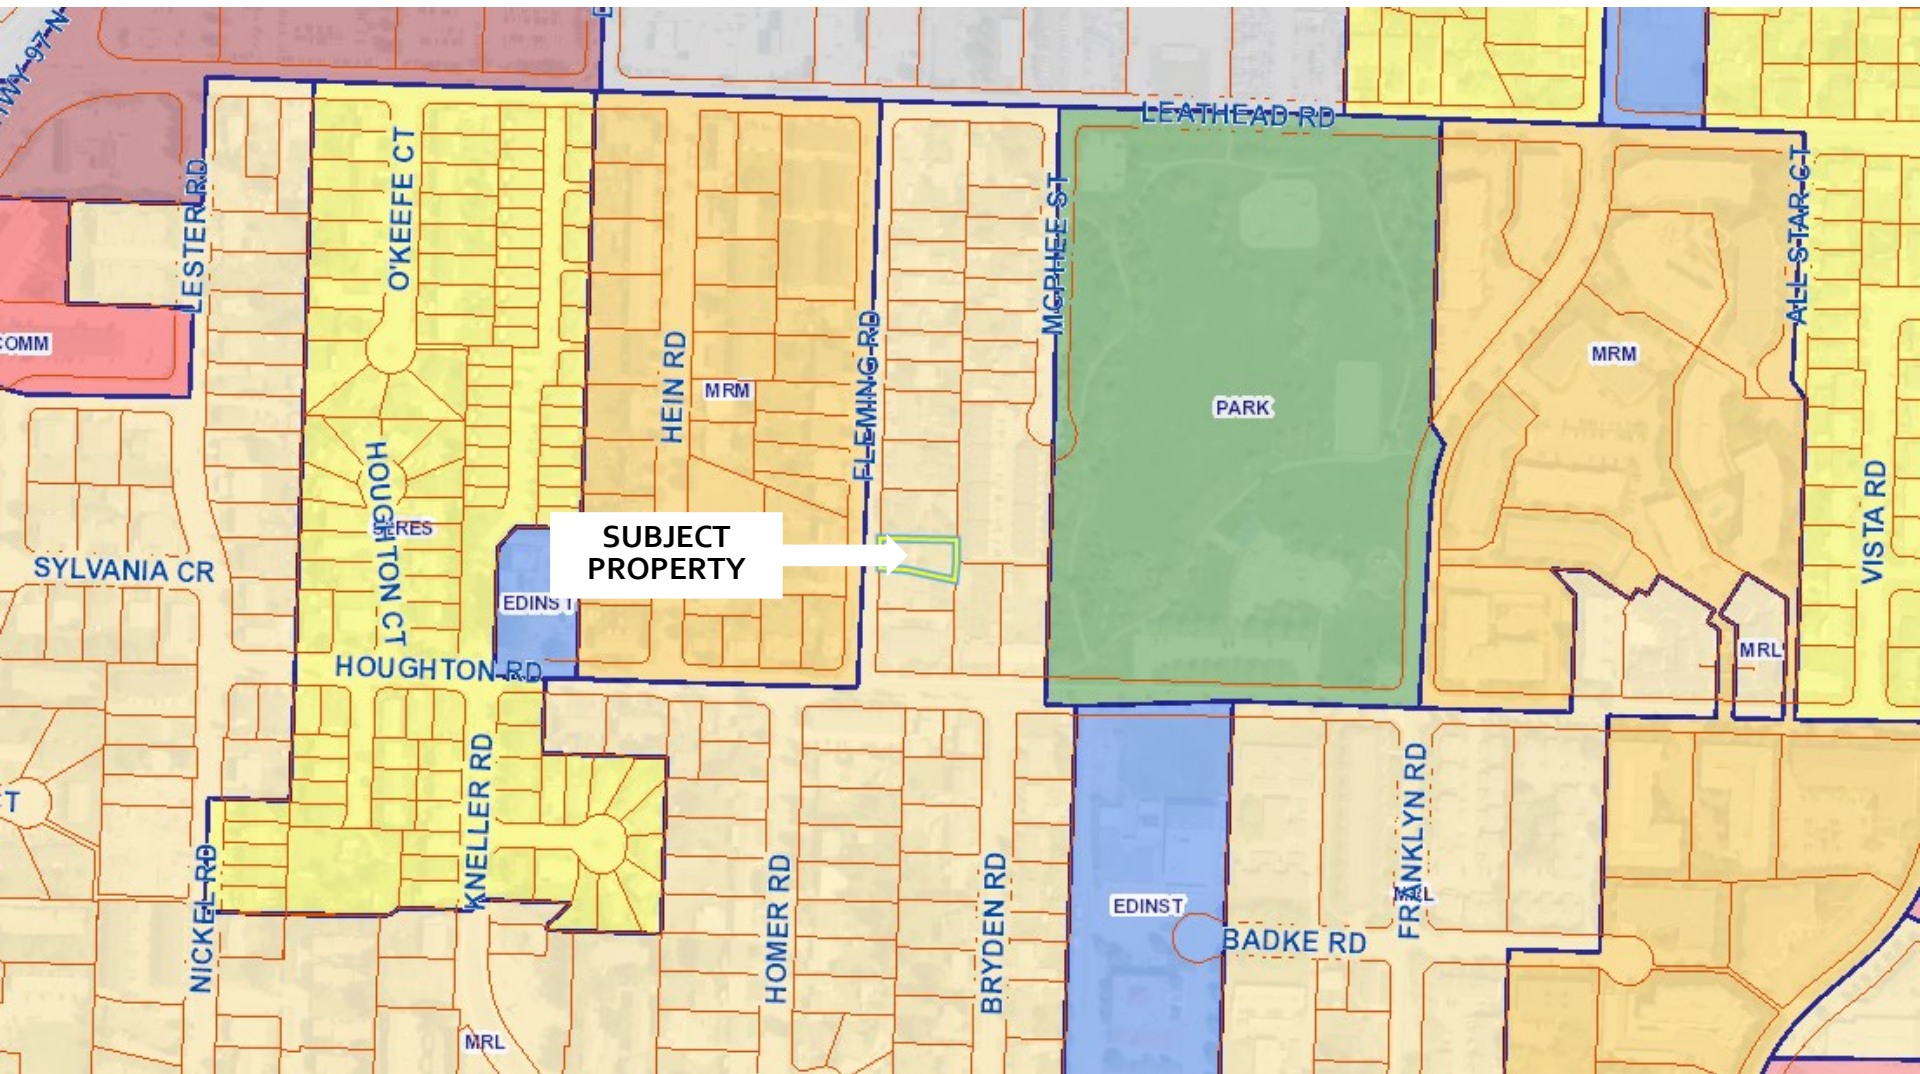 HWY 97 N
LEATHEAD RD
LESTER RD
O'KEEFE CT
MCPHEE ST
ALL STAR CT
COMM
HEIN RD
MRM
FLEMING RD
PARK
MRM
HOUGHTON CT
SERES
VISTA RD
SUBJECT
PROPERTY
SYLVANIA CR
EDINST
MRL
HOUGHTON RD
KNELLER RD
FRANKLYN RD
NICKEL RD
HOMER RD
BRYDEN RD
MRL
EDINST
BADKE RD
MRL